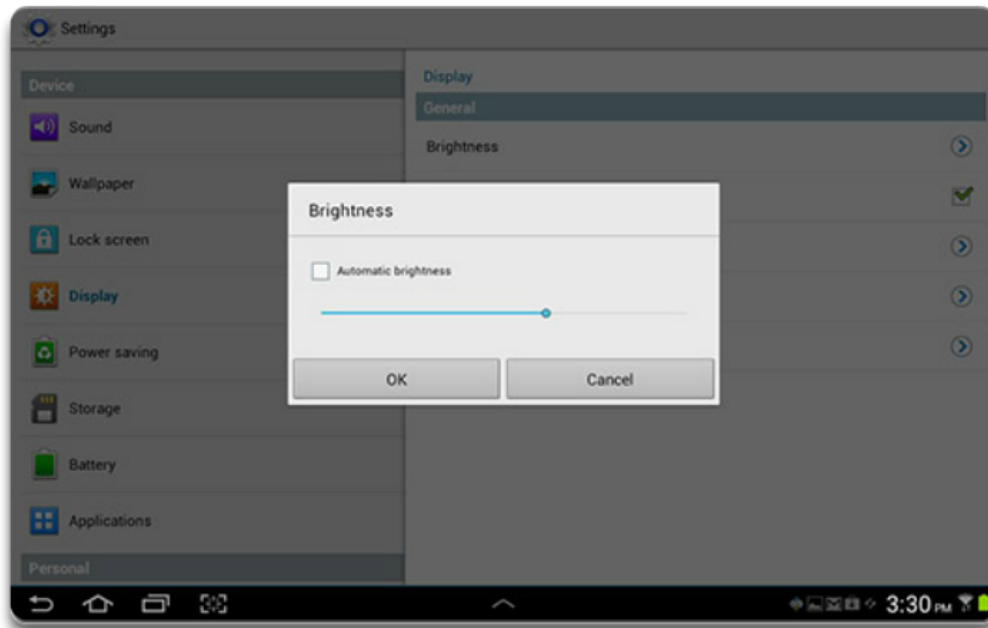 Settings
Device
Sound
Wallpaper
Lock screen
Display
Power saving
Storage
Battery
Applications
Personal
Display
General
Brightness
Brightness
Automatic brightness
OK
Cancel
3:30 PM